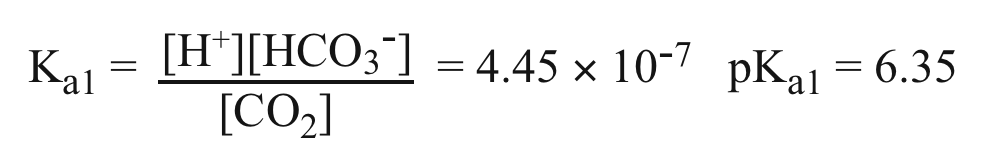 Kₐ₁ = [H⁺][HCO₃⁻] / [CO₂] = 4.45 × 10⁻⁷ pKₐ₁ = 6.35